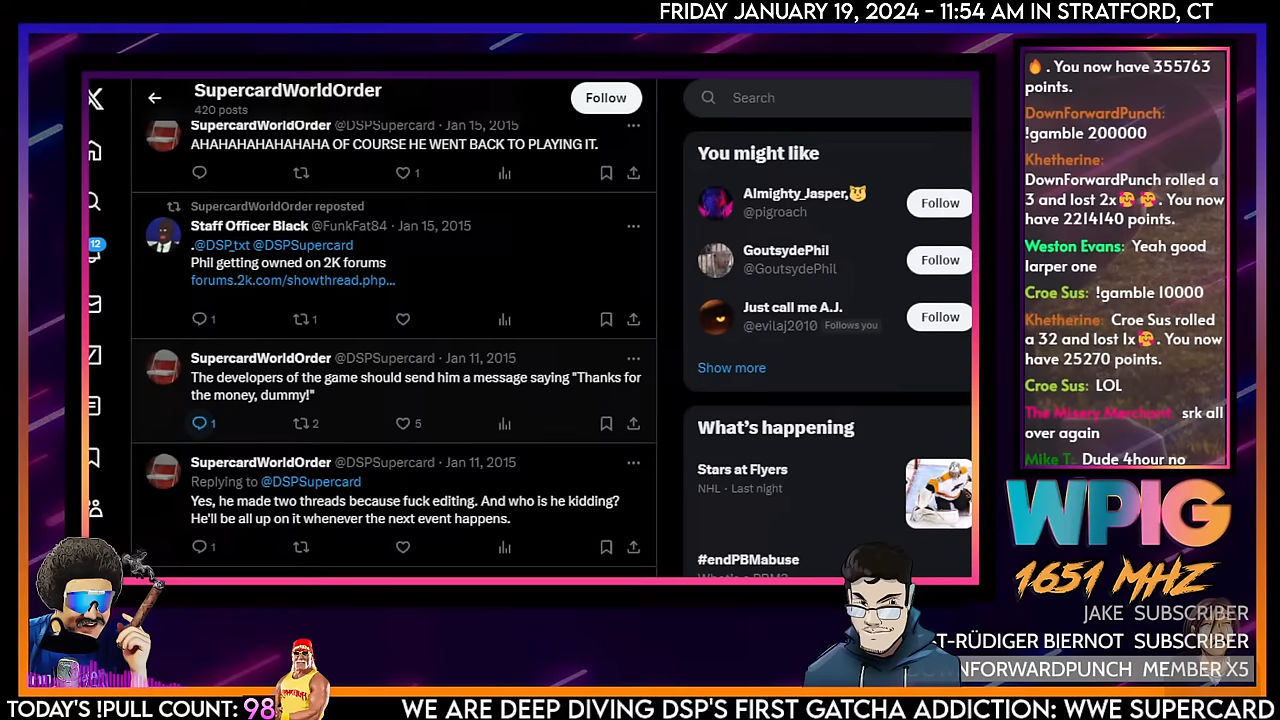 FRIDAY JANUARY 19, 2024 - 11:54 AM IN STRATFORD, CT
SupercardWorldOrder
420 posts
Follow
SupercardWorldOrder @DSPSupercard · Jan 15, 2015
AHAHAHAHAHAHA OF COURSE HE WENT BACK TO PLAYING IT.
1
SupercardWorldOrder reposted
Staff Officer Black @FunkFat84 · Jan 15, 2015
.@DSP_txt @DSPSupercard
Phil getting owned on 2K forums
forums.2k.com/showthread.php...
1
1
12
SupercardWorldOrder @DSPSupercard · Jan 11, 2015
The developers of the game should send him a message saying "Thanks for
the money, dummy!"
1
2
5
SupercardWorldOrder @DSPSupercard · Jan 11, 2015
Replying to @DSPSupercard
Yes, he made two threads because fuck editing. And who is he kidding?
He'll be all up on it whenever the next event happens.
1
Search
You might like
Almighty_Jasper,
@pigroach
Follow
GoutsydePhil
@GoutsydePhil
Follow
Just call me A.J.
@evilaj2010 Follows you
Follow
Show more
What's happening
Stars at Flyers
NHL · Last night
#endPBMabuse
. You now have 355763
points.
DownForwardPunch:
!gamble 200000
Khetherine:
DownForwardPunch rolled a
3 and lost 2x . You now
have 2214140 points.
Weston Evans: Yeah good
larper one
Croe Sus: !gamble 10000
Khetherine: Croe Sus rolled
a 32 and lost 1x . You now
have 25270 points.
Croe Sus: LOL
The Misery Merchant: srk all
over again
Mike T: Dude 4hour no
WPIG
1651 MHZ
JAKE SUBSCRIBER
T-RÜDIGER BIERNOT SUBSCRIBER
NFORWARDPUNCH MEMBER X5
TODAY'S !PULL COUNT: 98
WE ARE DEEP DIVING DSP'S FIRST GATCHA ADDICTION: WWE SUPERCARD